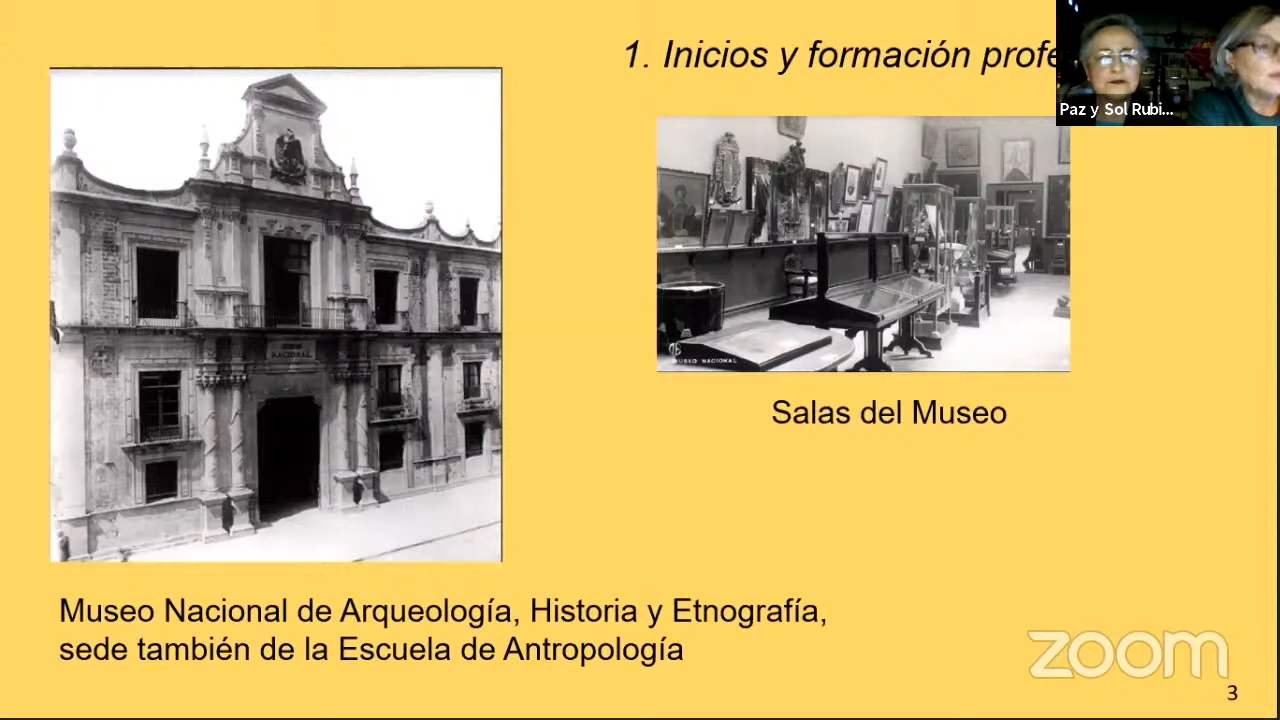 1. Inicios y formación profe
Paz y Sol Rubi...
NACIONAL
MUSEO NACIONAL
Salas del Museo
Museo Nacional de Arqueología, Historia y Etnografía,
sede también de la Escuela de Antropología
zoom
3